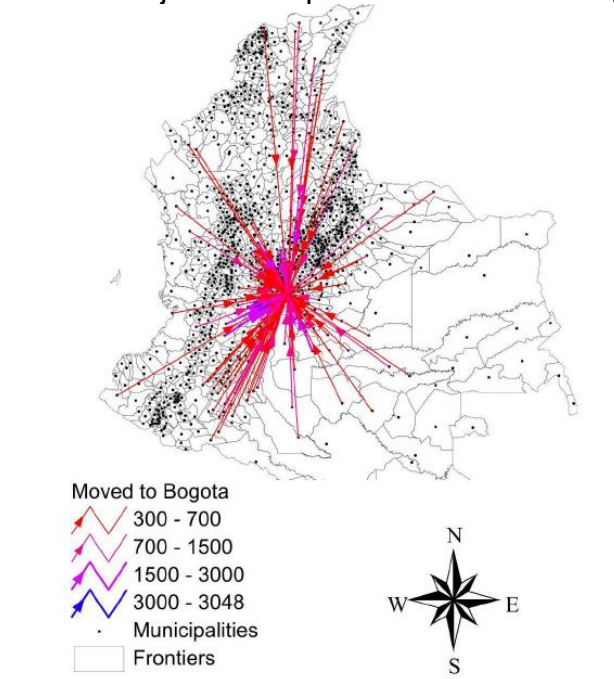 Moved to Bogota
300 - 700
700 - 1500
1500 - 3000
3000 - 3048
Municipalities
Frontiers
N
W
E
S